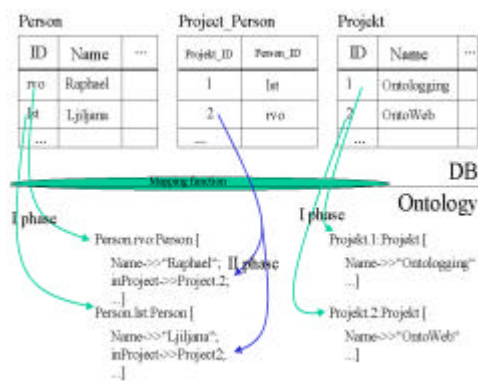 Person Project_Person Projekt
ID Name ... Projekt_ID Person_ID ID Name ...
rvo Raphael 1 lst 1 Ontologging
lst Ljiljana 2 rvo 2 OntoWeb
... ... ...
DB
Mapping function
Ontology
I phase I phase
Person.rvo:Person [ Projekt.1:Projekt [
Name->>"Raphael"; II phase Name->>"Ontologging"
inProject->>Project.2; ...]
...]
Person.lst:Person [ Projekt.2:Projekt [
Name->>"Ljiljana"; Name->>"OntoWeb"
inProject->>Project2; ...]
...]